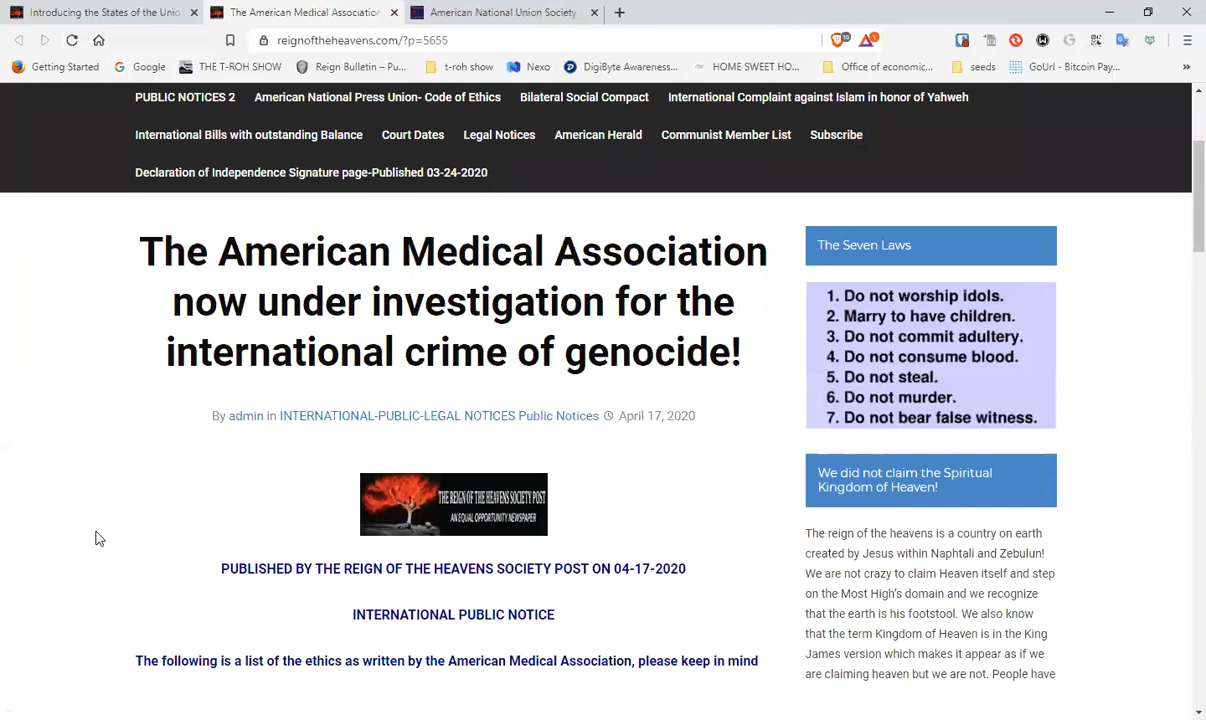 Introducing the States of the Unio
The American Medical Association
American National Union Society
reignoftheheavens.com/?p=5655
Getting Started
Google
THE T-ROH SHOW
Reign Bulletin – Pu...
t-roh show
Nexo
DigiByte Awareness...
HOME SWEET HO...
Office of economic...
seeds
GoUrl - Bitcoin Pay...
PUBLIC NOTICES 2 American National Press Union- Code of Ethics Bilateral Social Compact International Complaint against Islam in honor of Yahweh
International Bills with outstanding Balance Court Dates Legal Notices American Herald Communist Member List Subscribe
Declaration of Independence Signature page-Published 03-24-2020
The American Medical Association
now under investigation for the
international crime of genocide!
By admin in INTERNATIONAL-PUBLIC-LEGAL NOTICES Public Notices April 17, 2020
THE REIGN OF THE HEAVENS SOCIETY POST
AN EQUAL OPPORTUNITY NEWSPAPER
PUBLISHED BY THE REIGN OF THE HEAVENS SOCIETY POST ON 04-17-2020
INTERNATIONAL PUBLIC NOTICE
The following is a list of the ethics as written by the American Medical Association, please keep in mind
The Seven Laws
1. Do not worship idols.
2. Marry to have children.
3. Do not commit adultery.
4. Do not consume blood.
5. Do not steal.
6. Do not murder.
7. Do not bear false witness.
We did not claim the Spiritual
Kingdom of Heaven!
The reign of the heavens is a country on earth
created by Jesus within Naphtali and Zebulun!
We are not crazy to claim Heaven itself and step
on the Most High's domain and we recognize
that the earth is his footstool. We also know
that the term Kingdom of Heaven is in the King
James version which makes it appear as if we
are claiming heaven but we are not. People have